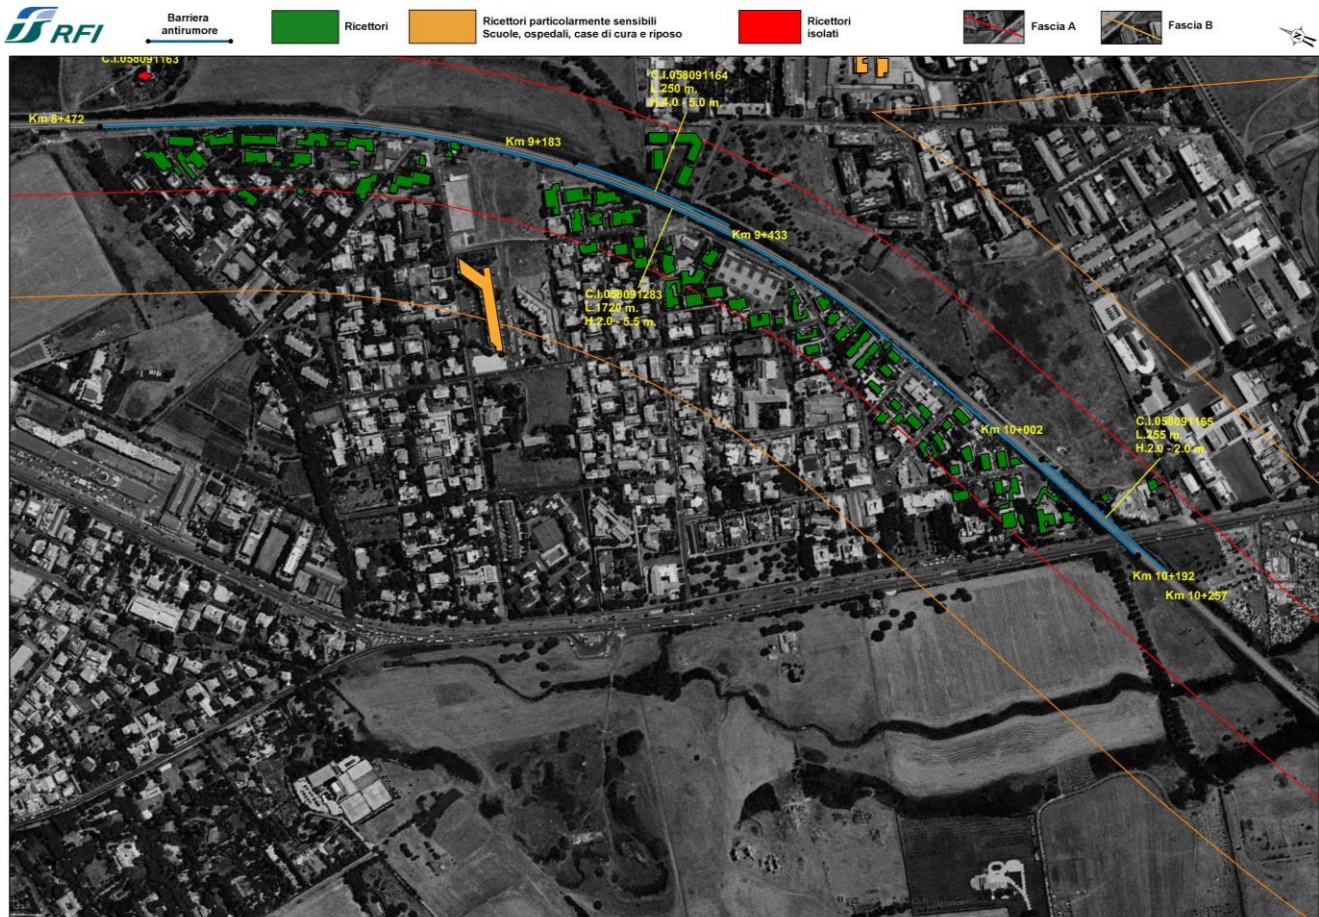 RFI
Barriera
antirumore
Ricettori
Ricettori particolarmente sensibili
Scuole, ospedali, case di cura e riposo
Ricettori
isolati
Fascia A
Fascia B
N
C.I.058091163
Km 8+472
Km 9+183
C.I.058091164
L.250 m.
H.4.0 - 5.0 m.
Km 9+433
C.I.058091283
L.1720 m.
H.2.0 - 5.5 m.
Km 10+002
C.I.058091165
L.255 m.
H.2.0 - 2.0 m.
Km 10+192
Km 10+257